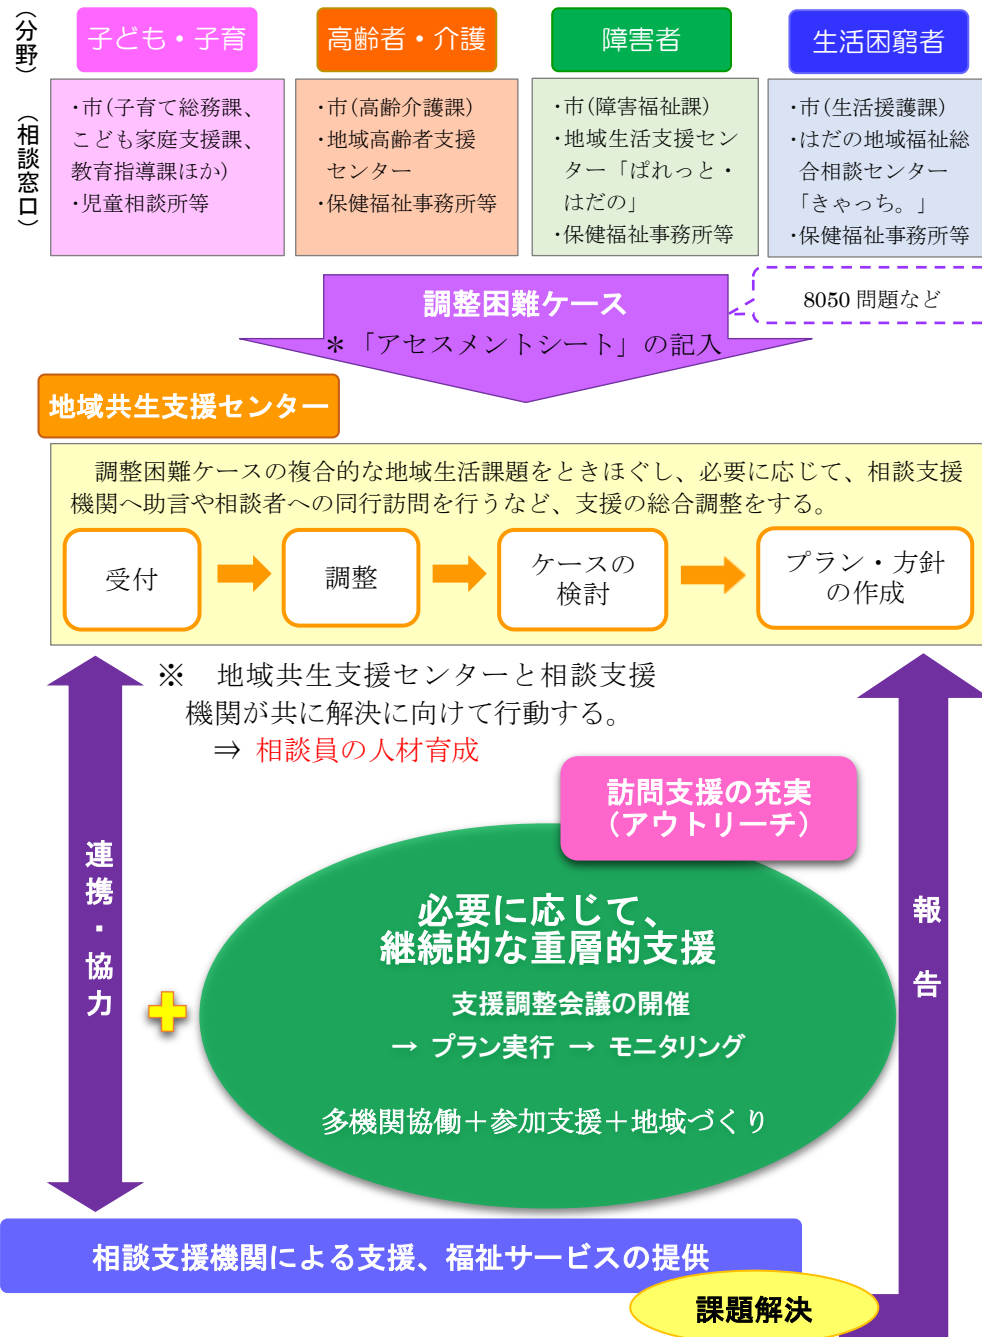 （分野）
子ども・子育
高齢者・介護
障害者
生活困窮者
（相談窓口）
・市(子育て総務課、
こども家庭支援課、
教育指導課ほか)
・児童相談所等
・市(高齢介護課)
・地域高齢者支援
センター
・保健福祉事務所等
・市(障害福祉課)
・地域生活支援セン
ター「ぱれっと・
はだの」
・保健福祉事務所等
・市(生活援護課)
・はだの地域福祉総
合相談センター
「きゃっち。」
・保健福祉事務所等
調整困難ケース
＊「アセスメントシート」の記入
8050 問題など
地域共生支援センター
調整困難ケースの複合的な地域生活課題をときほぐし、必要に応じて、相談支援
機関へ助言や相談者への同行訪問を行うなど、支援の総合調整をする。
受付
調整
ケースの
検討
プラン・方針
の作成
※　地域共生支援センターと相談支援
機関が共に解決に向けて行動する。
⇒ 相談員の人材育成
訪問支援の充実
（アウトリーチ）
連携・協力
必要に応じて、
継続的な重層的支援
支援調整会議の開催
→ プラン実行 → モニタリング
多機関協働＋参加支援＋地域づくり
報告
相談支援機関による支援、福祉サービスの提供
課題解決